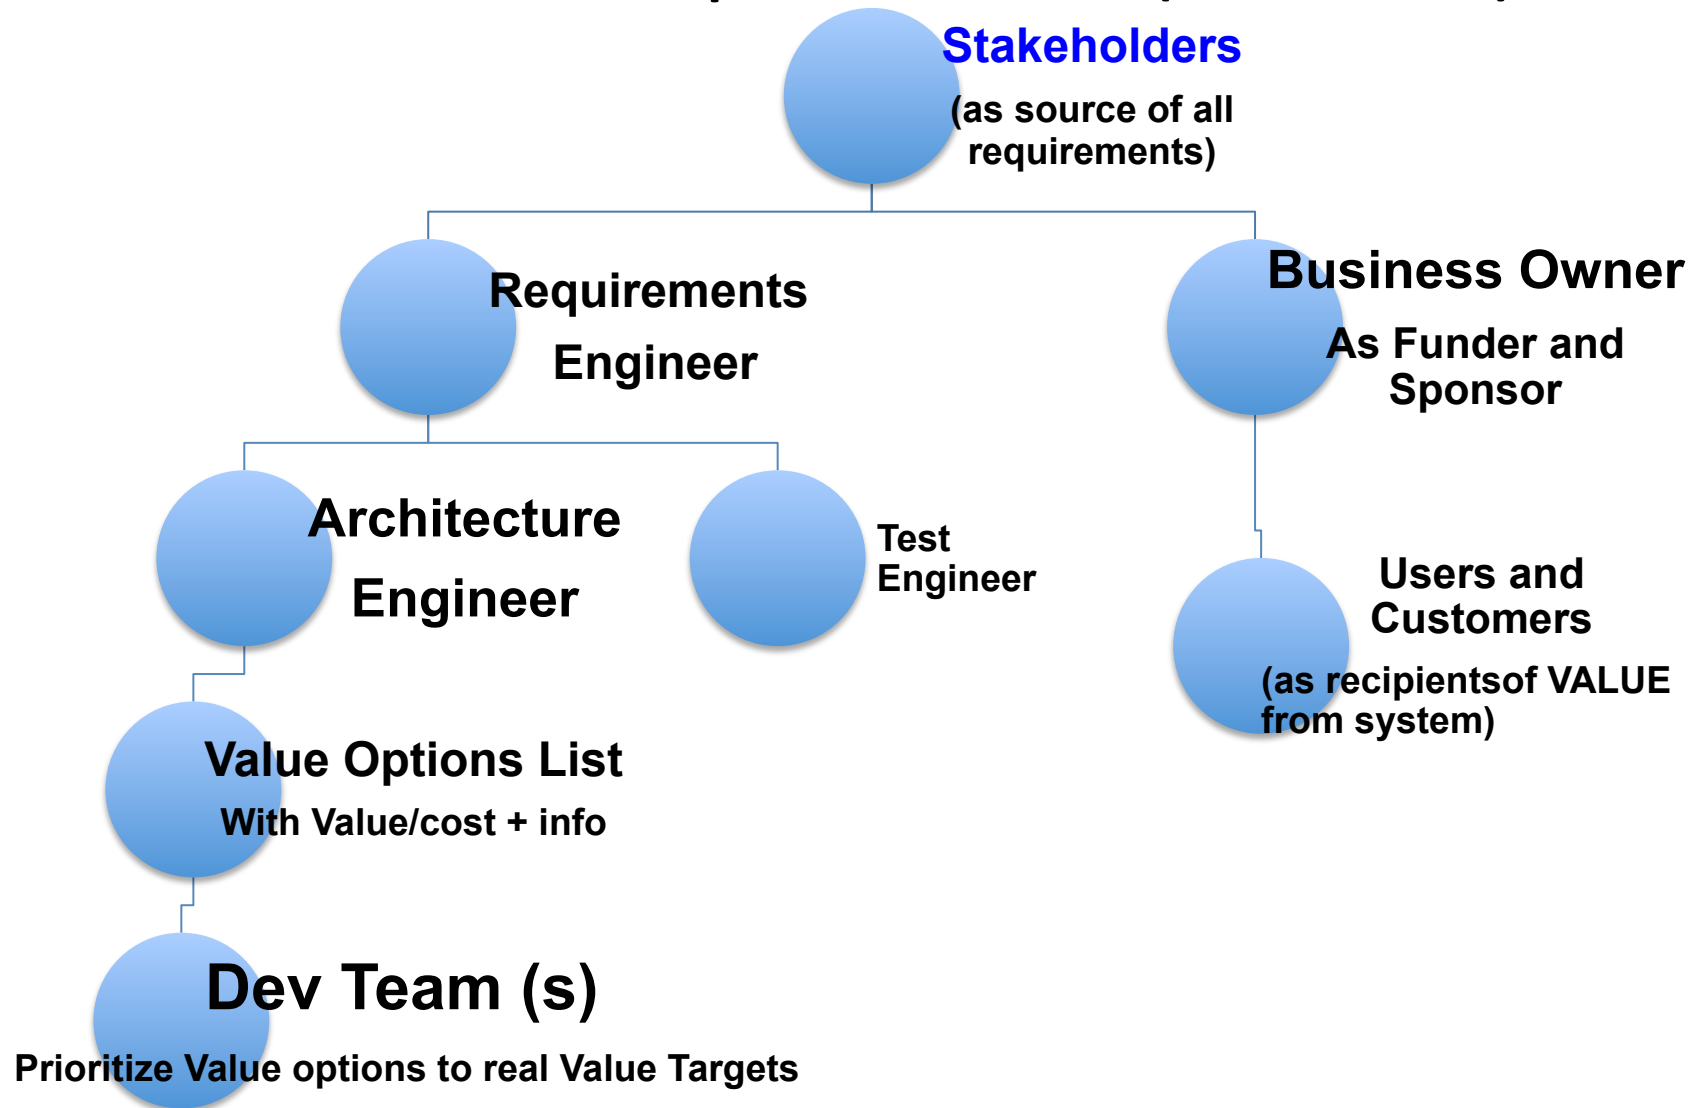 Stakeholders
(as source of all
requirements)
Requirements
Engineer
Business Owner
As Funder and
Sponsor
Architecture
Engineer
Test
Engineer
Users and
Customers
(as recipientsof VALUE
from system)
Value Options List
With Value/cost + info
Dev Team (s)
Prioritize Value options to real Value Targets